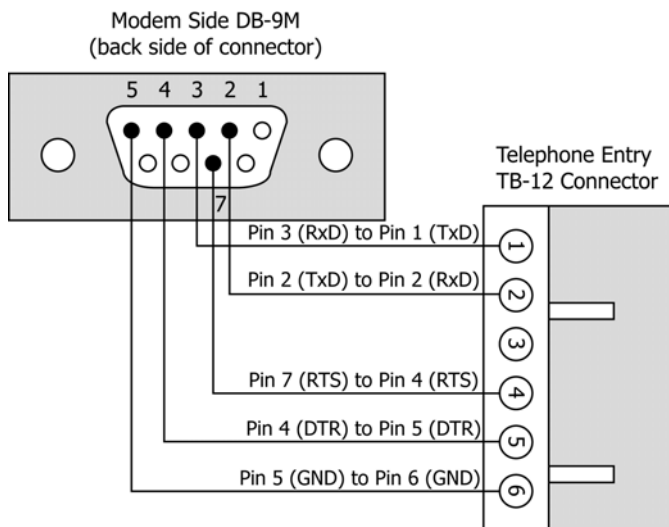 Modem Side DB-9M
(back side of connector)
5 4 3 2 1
7
Telephone Entry
TB-12 Connector
Pin 3 (RxD) to Pin 1 (TxD)
1
Pin 2 (TxD) to Pin 2 (RxD)
2
3
Pin 7 (RTS) to Pin 4 (RTS)
4
Pin 4 (DTR) to Pin 5 (DTR)
5
Pin 5 (GND) to Pin 6 (GND)
6